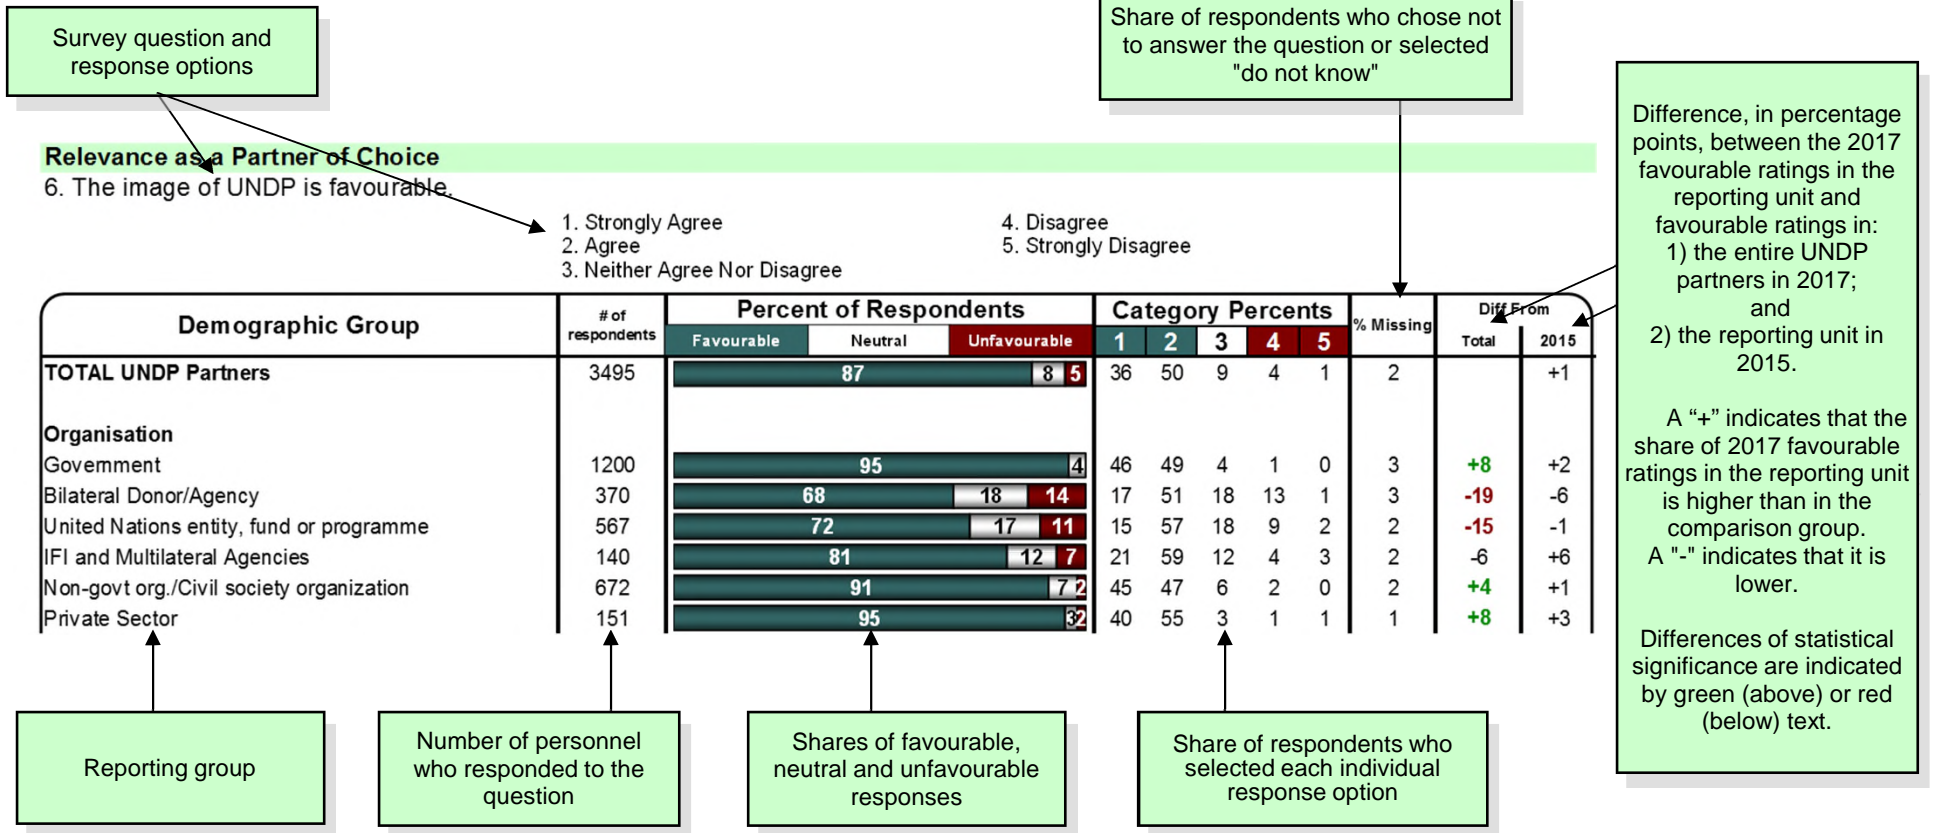 Survey question and
response options
Share of respondents who chose not
to answer the question or selected
"do not know"
Difference, in percentage
points, between the 2017
favourable ratings in the
reporting unit and
favourable ratings in:
1) the entire UNDP
partners in 2017;
and
2) the reporting unit in
2015.
A “+” indicates that the
share of 2017 favourable
ratings in the reporting unit
is higher than in the
comparison group.
A "-" indicates that it is
lower.
Differences of statistical
significance are indicated
by green (above) or red
(below) text.
Relevance as a Partner of Choice
6. The image of UNDP is favourable.
1. Strongly Agree
2. Agree
3. Neither Agree Nor Disagree
4. Disagree
5. Strongly Disagree
Demographic Group # of respondents Percent of Respondents Category Percents % Missing Diff From
Favourable Neutral Unfavourable 1 2 3 4 5 Total 2015
TOTAL UNDP Partners 3495 87 8 5 36 50 9 4 1 2 +1
Organisation
Government 1200 95 4 46 49 4 1 0 3 +8 +2
Bilateral Donor/Agency 370 68 18 14 17 51 18 13 1 3 -19 -6
United Nations entity, fund or programme 567 72 17 11 15 57 18 9 2 2 -15 -1
IFI and Multilateral Agencies 140 81 12 7 21 59 12 4 3 2 -6 +6
Non-govt org./Civil society organization 672 91 7 2 45 47 6 2 0 2 +4 +1
Private Sector 151 95 3 2 40 55 3 1 1 1 +8 +3
Reporting group
Number of personnel
who responded to the
question
Shares of favourable,
neutral and unfavourable
responses
Share of respondents who
selected each individual
response option